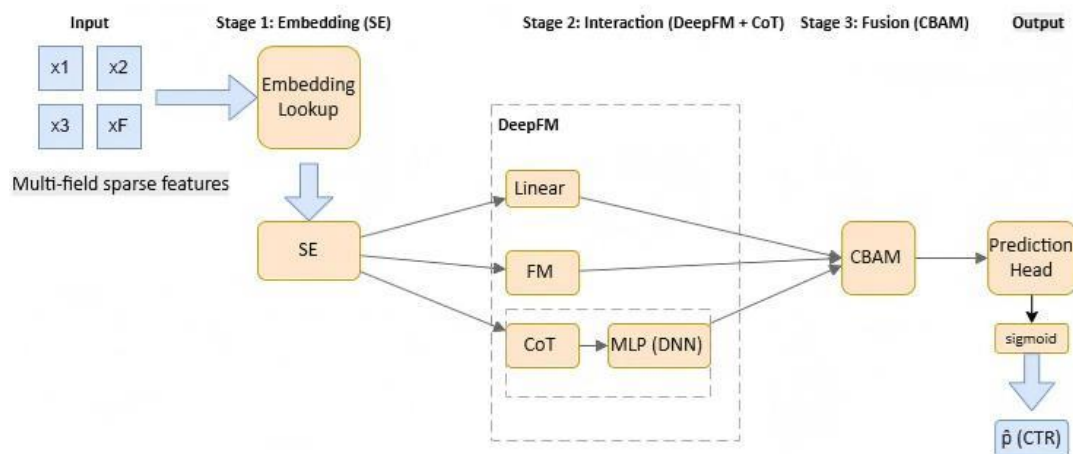 Input
Stage 1: Embedding (SE)
Stage 2: Interaction (DeepFM + CoT)
Stage 3: Fusion (CBAM)
Output
x1
x2
x3
xF
Multi-field sparse features
Embedding
Lookup
SE
DeepFM
Linear
FM
CoT
MLP (DNN)
CBAM
Prediction
Head
sigmoid
p̂ (CTR)